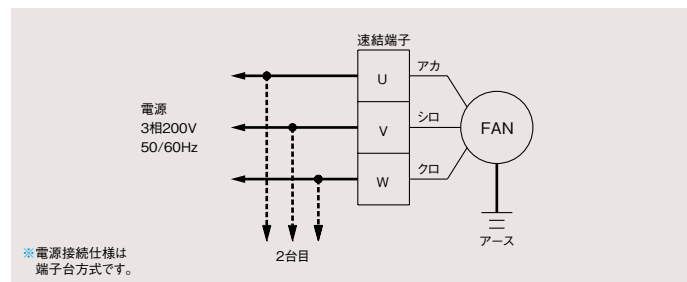 速結端子
U
アカ
V
シロ
W
クロ
FAN
電源
3相200V
50/60Hz
アース
2台目
※電源接続仕様は
端子台方式です。